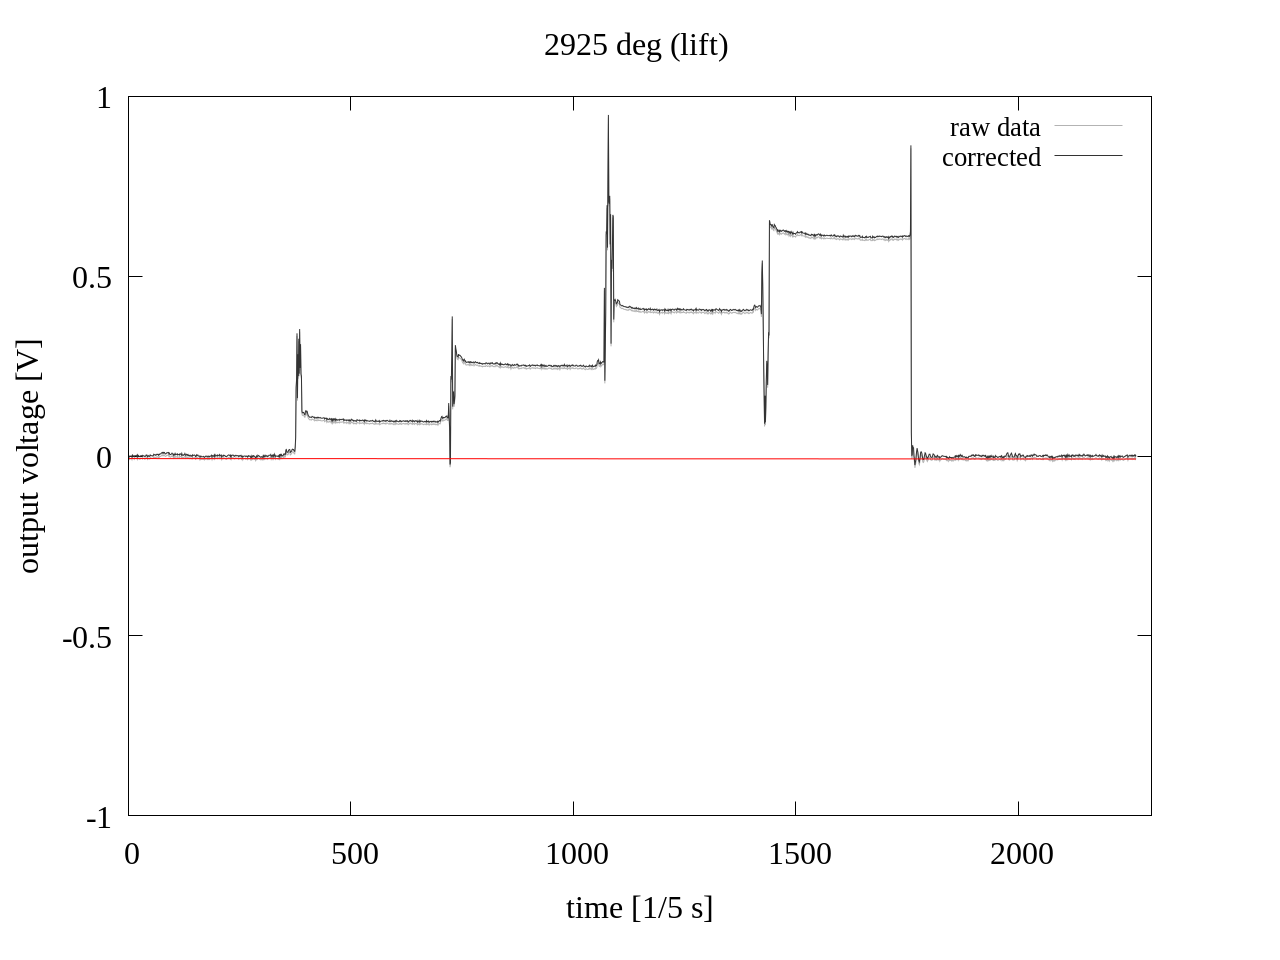 2925 deg (lift)
raw data
corrected
1
0.5
0
-0.5
-1
output voltage [V]
0 500 1000 1500 2000
time [1/5 s]